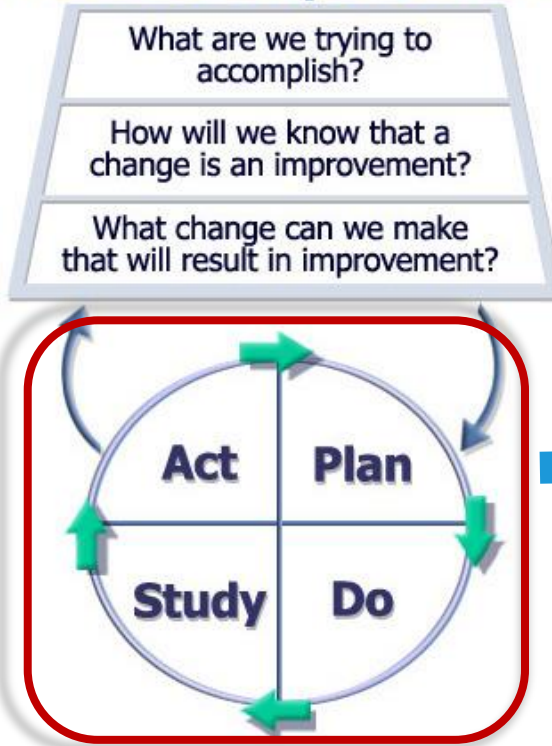 What are we trying to
accomplish?
How will we know that a
change is an improvement?
What change can we make
that will result in improvement?
Act Plan
Study Do